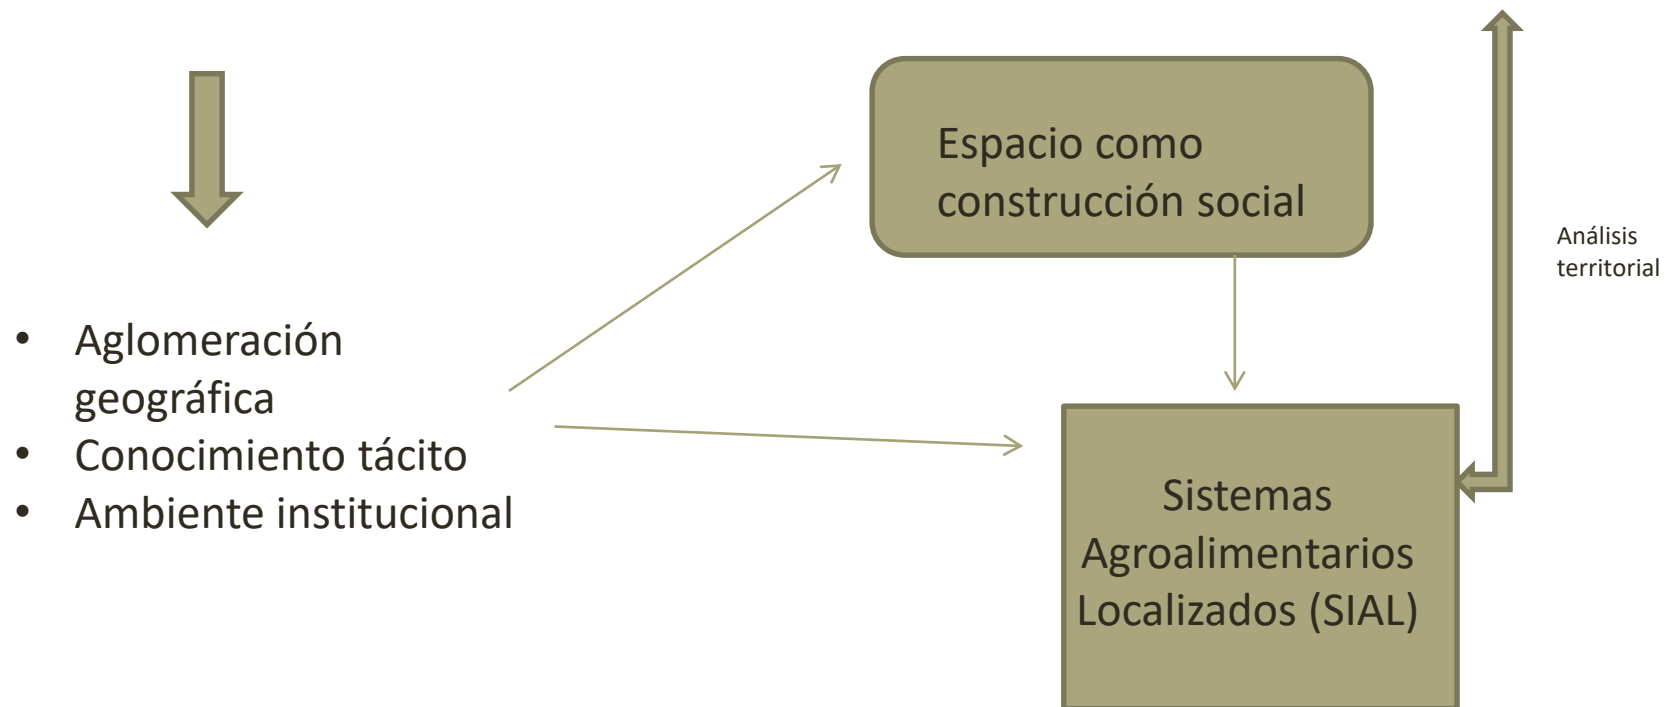 Espacio como
construcción social
Análisis
territorial
• Aglomeración
geográfica
• Conocimiento tácito
• Ambiente institucional
Sistemas
Agroalimentarios
Localizados (SIAL)